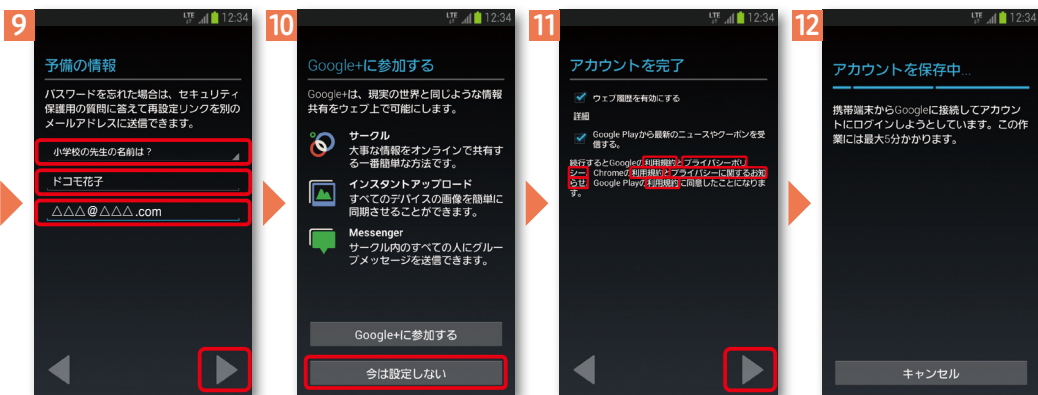 9
LTE 12:34
予備の情報
パスワードを忘れた場合は、セキュリティ
保護用の質問に答えて再設定リンクを別の
メールアドレスに送信できます。
小学校の先生の名前は？
ドコモ花子
△△△@△△△.com
10
LTE 12:34
Google+に参加する
Google+は、現実の世界と同じような情報
共有をウェブ上で可能にします。
サークル
大事な情報をオンラインで共有す
る一番簡単な方法です。
インスタントアップロード
すべてのデバイスの画像を簡単に
同期させることができます。
Messenger
サークル内のすべての人にグルー
プメッセージを送信できます。
Google+に参加する
今は設定しない
11
LTE 12:34
アカウントを完了
ウェブ履歴を有効にする
詳細
Google Playから最新のニュースやクーポンを受
信する。
続行するとGoogleの利用規約とプライバシーポリ
シー、Chromeの利用規約とプライバシーに関するお知
らせ、Google Playの利用規約に同意したことになりま
す。
12
LTE 12:34
アカウントを保存中...
携帯端末からGoogleに接続してアカウン
トにログインしようとしています。この作
業には最大5分かかります。
キャンセル